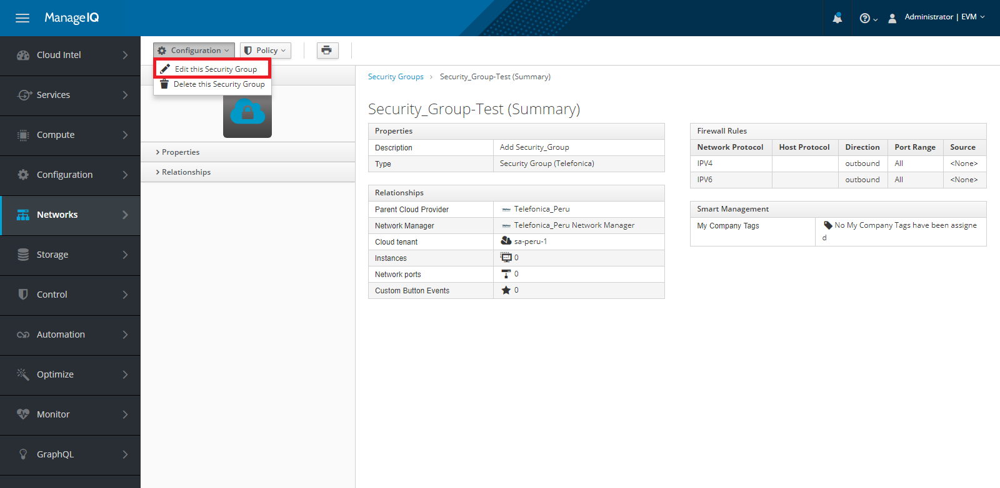 ManageIQ
Administrator | EVM
Cloud Intel
Services
Compute
Configuration
Networks
Storage
Control
Automation
Optimize
Monitor
GraphQL
Configuration
Policy
Edit this Security Group
Delete this Security Group
Properties
Relationships
Security Groups > Security_Group-Test (Summary)
Security_Group-Test (Summary)
Properties
Description Add Security_Group
Type Security Group (Telefonica)
Relationships
Parent Cloud Provider Telefonica_Peru
Network Manager Telefonica_Peru Network Manager
Cloud tenant sa-peru-1
Instances 0
Network ports 0
Custom Button Events 0
Firewall Rules
Network Protocol Host Protocol Direction Port Range Source
IPV4 outbound All <None>
IPV6 outbound All <None>
Smart Management
My Company Tags No My Company Tags have been assigne
d